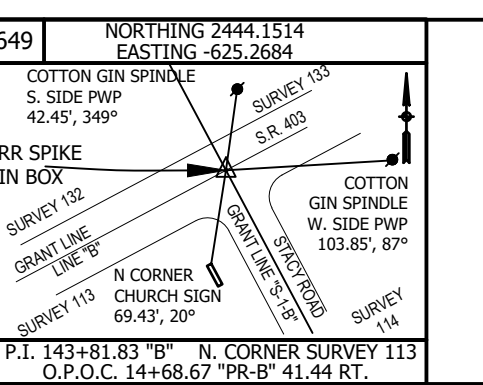 649
NORTHING 2444.1514
EASTING -625.2684
COTTON GIN SPINDLE
S. SIDE PWP
42.45', 349°
SURVEY 133
S.R. 403
RR SPIKE
IN BOX
COTTON
GIN SPINDLE
W. SIDE PWP
103.85', 87°
SURVEY 132
GRANT LINE
LINE "B"
SURVEY 113
N CORNER
CHURCH SIGN
69.43', 20°
GRANT LINE "S-1-B"
STACY ROAD
SURVEY
114
P.I. 143+81.83 "B" N. CORNER SURVEY 113
O.P.O.C. 14+68.67 "PR-B" 41.44 RT.